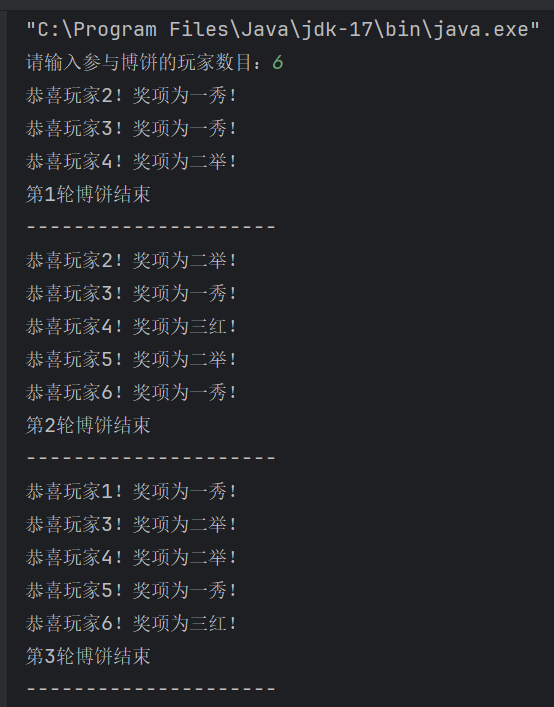 "C:\Program Files\Java\jdk-17\bin\java.exe"
请输入参与博饼的玩家数目：6
恭喜玩家2！奖项为一秀！
恭喜玩家3！奖项为一秀！
恭喜玩家4！奖项为二举！
第1轮博饼结束
---------------------
恭喜玩家2！奖项为二举！
恭喜玩家3！奖项为一秀！
恭喜玩家4！奖项为三红！
恭喜玩家5！奖项为二举！
恭喜玩家6！奖项为一秀！
第2轮博饼结束
---------------------
恭喜玩家1！奖项为一秀！
恭喜玩家3！奖项为二举！
恭喜玩家4！奖项为二举！
恭喜玩家5！奖项为一秀！
恭喜玩家6！奖项为三红！
第3轮博饼结束
---------------------